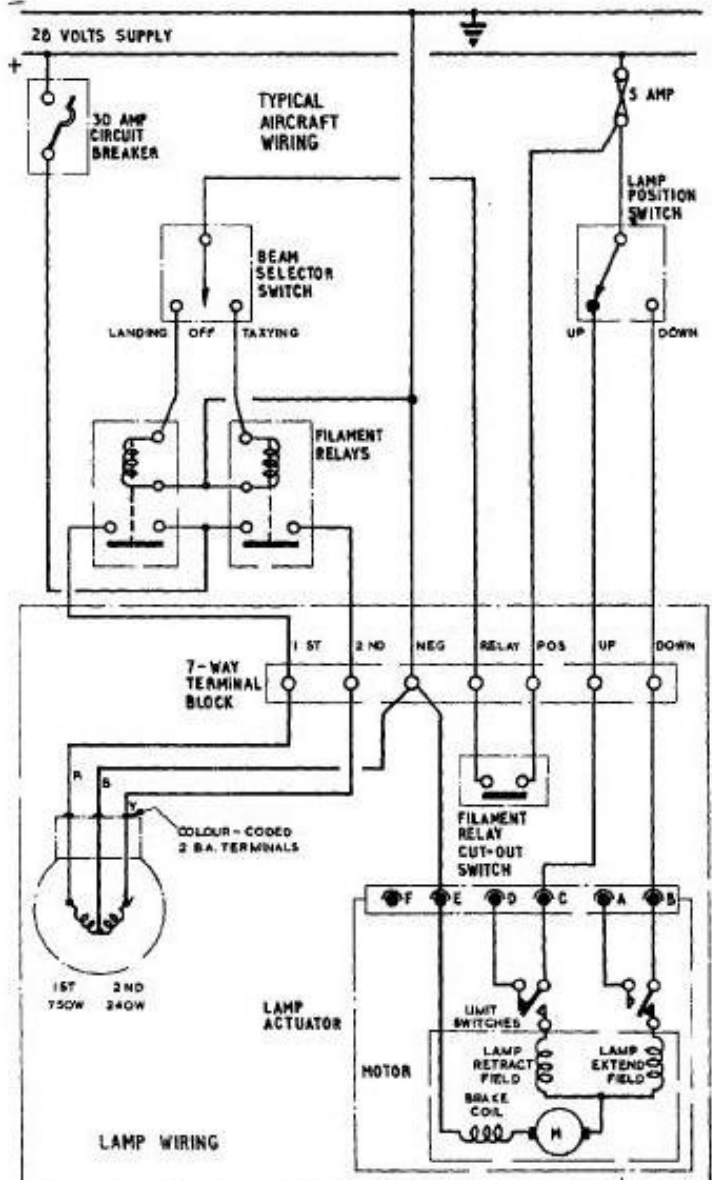 28 VOLTS SUPPLY
+
30 AMP
CIRCUIT
BREAKER
TYPICAL
AIRCRAFT
WIRING
5 AMP
LAMP
POSITION
SWITCH
BEAM
SELECTOR
SWITCH
LANDING OFF TAXYING
UP DOWN
FILAMENT
RELAYS
1 ST 2 ND NEG RELAY POS UP DOWN
7-WAY
TERMINAL
BLOCK
R B Y
COLOUR-CODED
2 B.A. TERMINALS
FILAMENT
RELAY
CUT-OUT
SWITCH
F E D C A B
1ST 2ND
750W 240W
LAMP
ACTUATOR
LIMIT
SWITCHES
MOTOR
LAMP
RETRACT
FIELD
LAMP
EXTEND
FIELD
BRAKE
COIL
M
LAMP WIRING